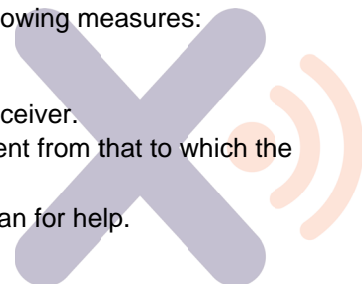 owing measures:
ceiver.
ent from that to which the
an for help.